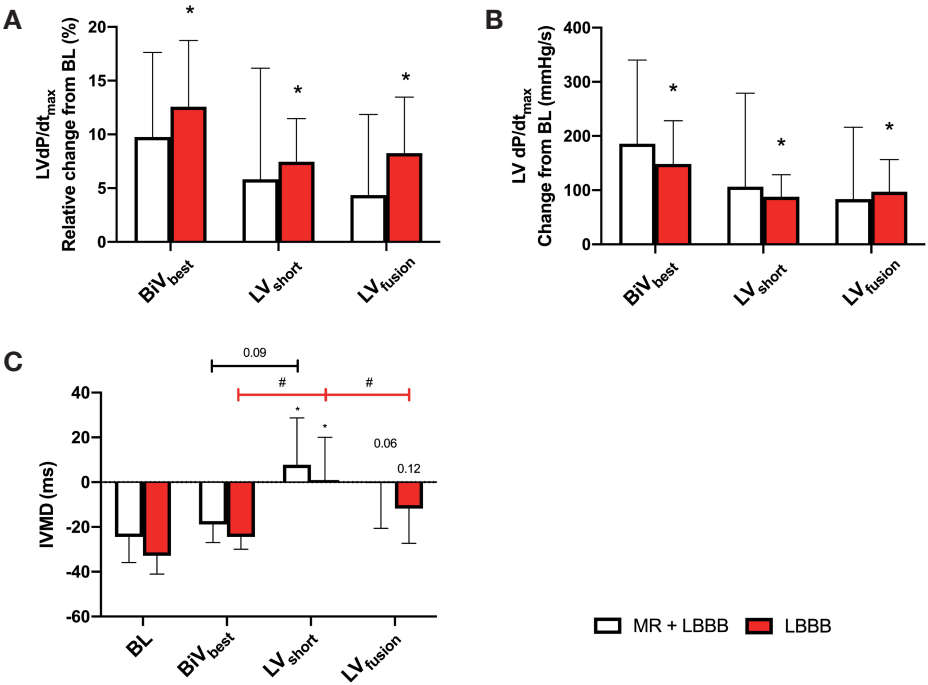 A
LVdP/dtmax
Relative change from BL (%)
20
15
10
5
0
*
*
*
BiVbest
LVshort
LVfusion
B
LV dP/dtmax
Change from BL (mmHg/s)
400
300
200
100
0
*
*
*
BiVbest
LVshort
LVfusion
C
IVMD (ms)
40
20
0
-20
-40
-60
0.09
#
#
*
*
0.06
0.12
BL
BiVbest
LVshort
LVfusion
MR + LBBB
LBBB